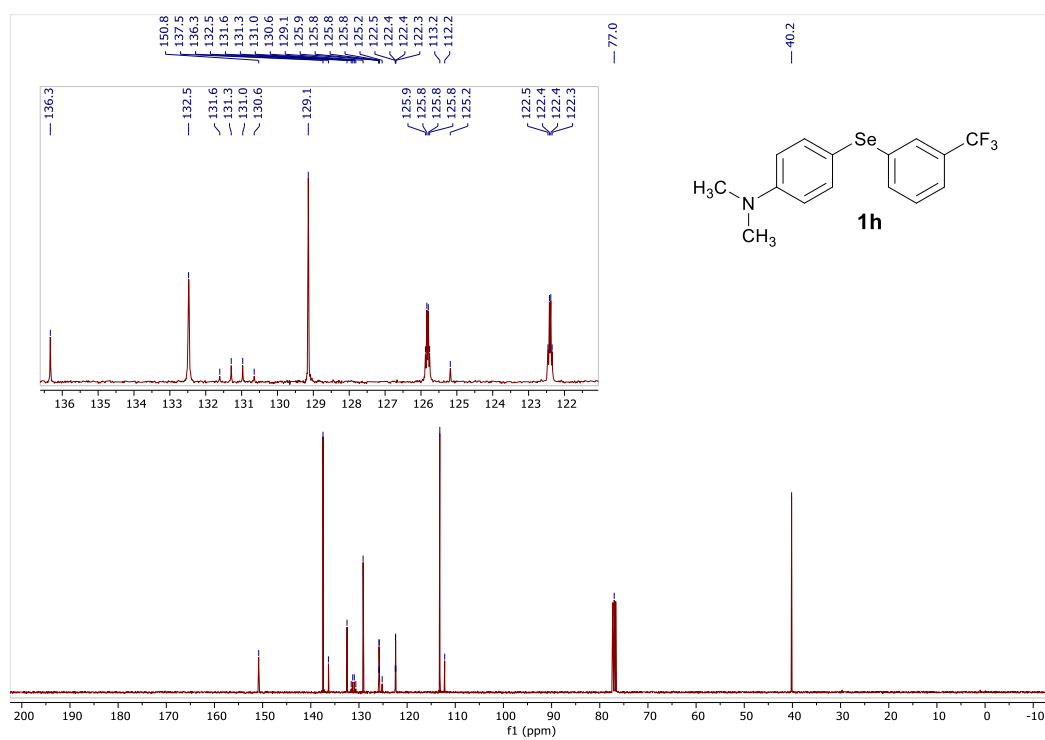 150.8 137.5 136.3 132.5 131.6 131.3 131.0 130.6 129.1 125.9 125.8 125.8 125.8 125.2 122.5 122.4 122.4 122.3 113.2 112.2 77.0 40.2
136.3 132.5 131.6 131.3 131.0 130.6 129.1 125.9 125.8 125.8 125.8 125.2 122.5 122.4 122.4 122.3
136 135 134 133 132 131 130 129 128 127 126 125 124 123 122
Se
CF3
H3C
N
CH3
1h
200 190 180 170 160 150 140 130 120 110 100 90 80 70 60 50 40 30 20 10 0 -10
f1 (ppm)